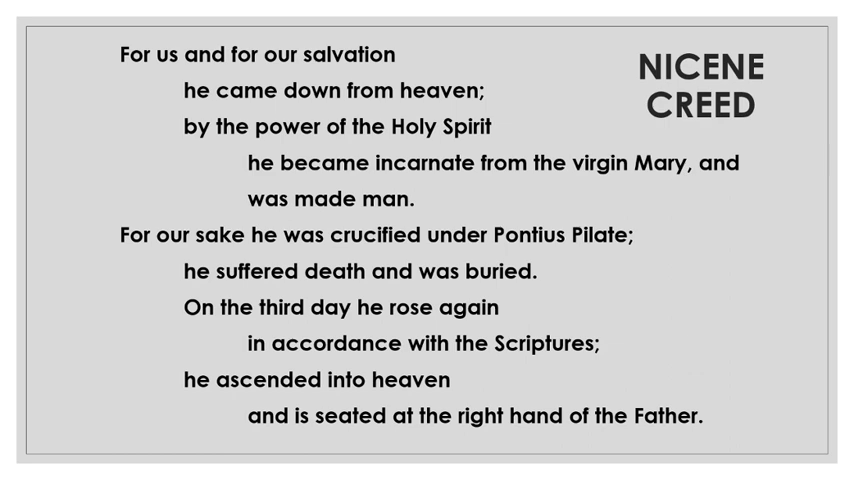 NICENE
CREED
For us and for our salvation
he came down from heaven;
by the power of the Holy Spirit
he became incarnate from the virgin Mary, and
was made man.
For our sake he was crucified under Pontius Pilate;
he suffered death and was buried.
On the third day he rose again
in accordance with the Scriptures;
he ascended into heaven
and is seated at the right hand of the Father.